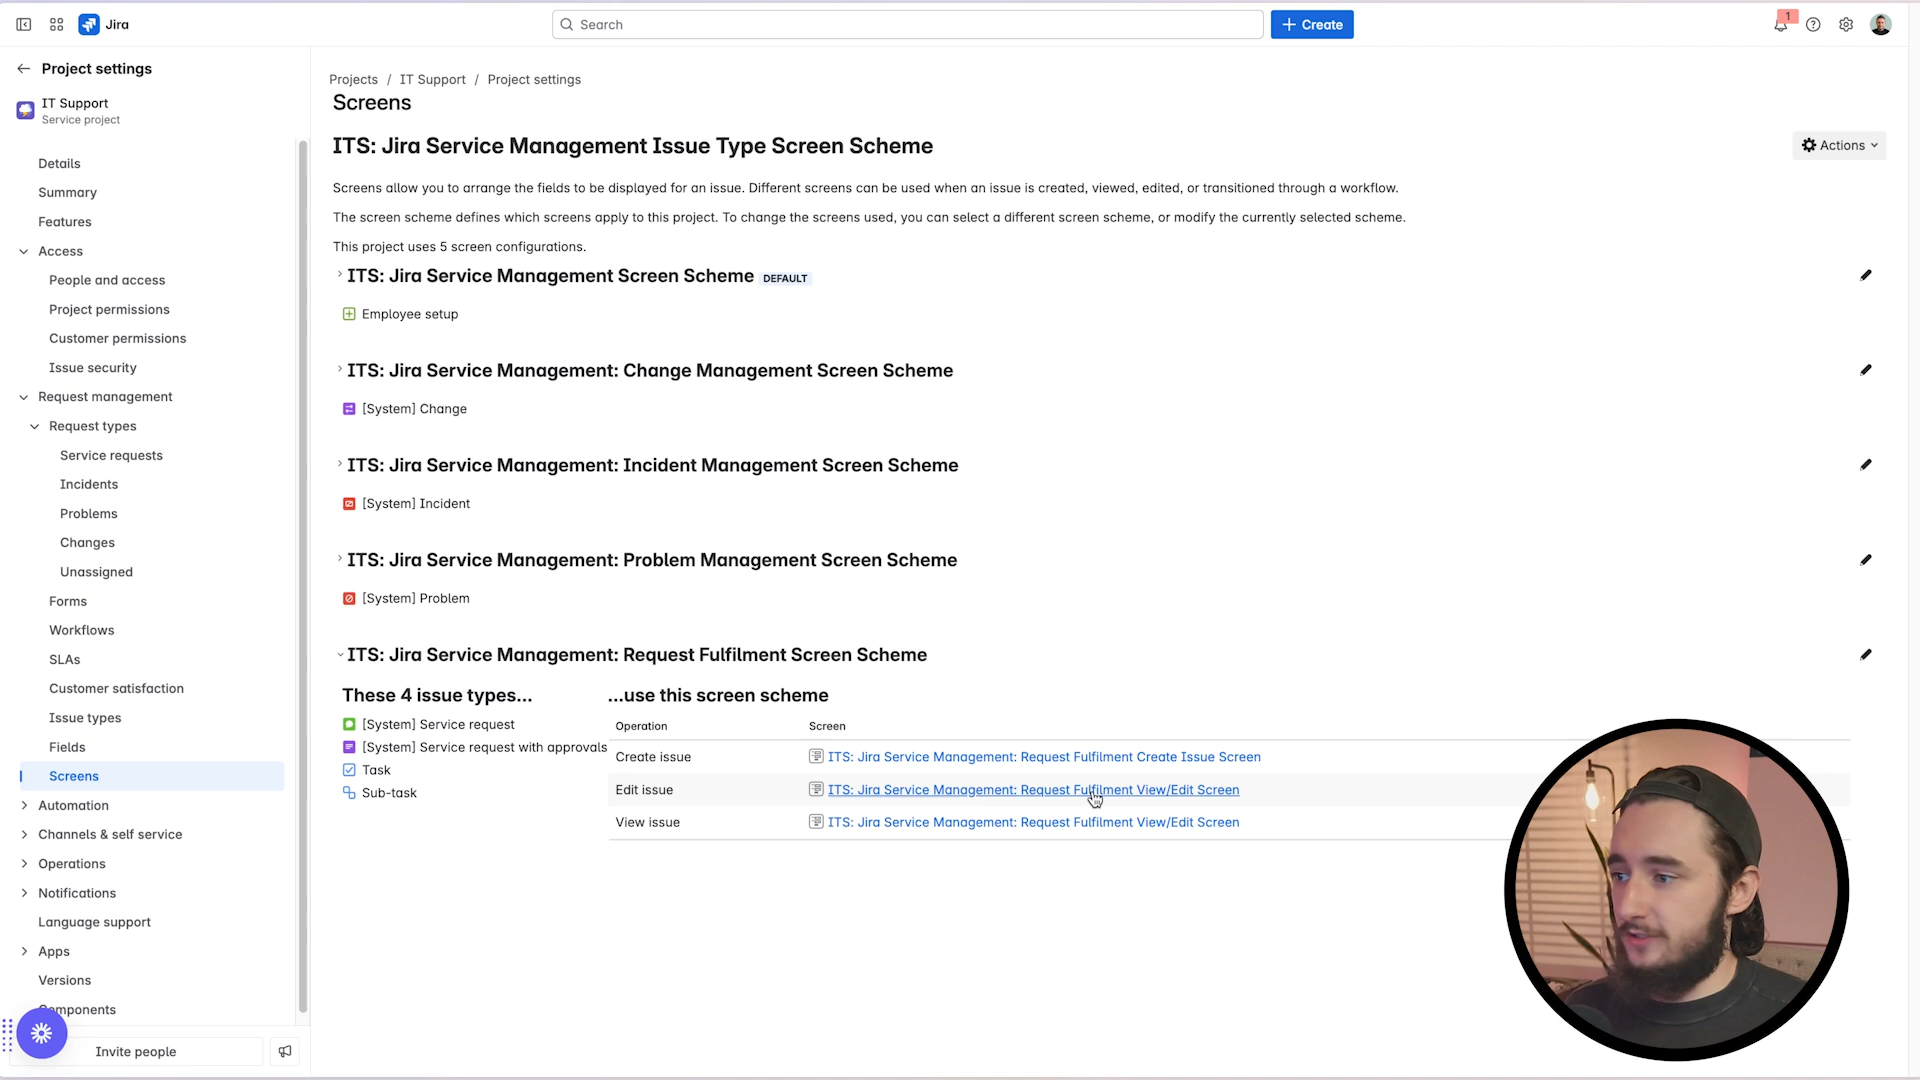 Jira
Search
Create
1
Project settings
IT Support
Service project
Details
Summary
Features
Access
People and access
Project permissions
Customer permissions
Issue security
Request management
Request types
Service requests
Incidents
Problems
Changes
Unassigned
Forms
Workflows
SLAs
Customer satisfaction
Issue types
Fields
Screens
Automation
Channels & self service
Operations
Notifications
Language support
Apps
Versions
omponents
Invite people
Projects / IT Support / Project settings
Screens
ITS: Jira Service Management Issue Type Screen Scheme
Actions
Screens allow you to arrange the fields to be displayed for an issue. Different screens can be used when an issue is created, viewed, edited, or transitioned through a workflow.
The screen scheme defines which screens apply to this project. To change the screens used, you can select a different screen scheme, or modify the currently selected scheme.
This project uses 5 screen configurations.
ITS: Jira Service Management Screen Scheme DEFAULT
Employee setup
ITS: Jira Service Management: Change Management Screen Scheme
[System] Change
ITS: Jira Service Management: Incident Management Screen Scheme
[System] Incident
ITS: Jira Service Management: Problem Management Screen Scheme
[System] Problem
ITS: Jira Service Management: Request Fulfilment Screen Scheme
These 4 issue types...
[System] Service request
[System] Service request with approvals
Task
Sub-task
...use this screen scheme
Operation Screen
Create issue ITS: Jira Service Management: Request Fulfilment Create Issue Screen
Edit issue ITS: Jira Service Management: Request Fulfilment View/Edit Screen
View issue ITS: Jira Service Management: Request Fulfilment View/Edit Screen